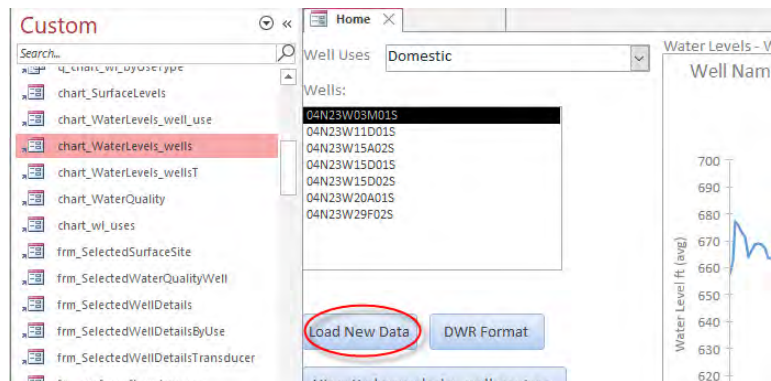 Custom
Search...
q_chart_wl_byUseType
chart_SurfaceLevels
chart_WaterLevels_well_use
chart_WaterLevels_wells
chart_WaterLevels_wellsT
chart_WaterQuality
chart_wl_uses
frm_SelectedSurfaceSite
frm_SelectedWaterQualityWell
frm_SelectedWellDetails
frm_SelectedWellDetailsByUse
frm_SelectedWellDetailsTransducer
Home
Well Uses Domestic
Wells:
04N23W03M01S
04N23W11D01S
04N23W15A02S
04N23W15D01S
04N23W15D02S
04N23W20A01S
04N23W29F02S
Load New Data DWR Format
Water Levels - W
Well Nam
Water Level ft (avg)
700
690
680
670
660
650
640
630
620